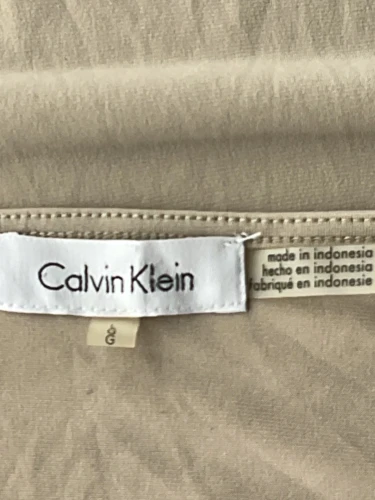 Calvin Klein
made in indonesia
hecho en indonesia
fabriqué en indonesie
G